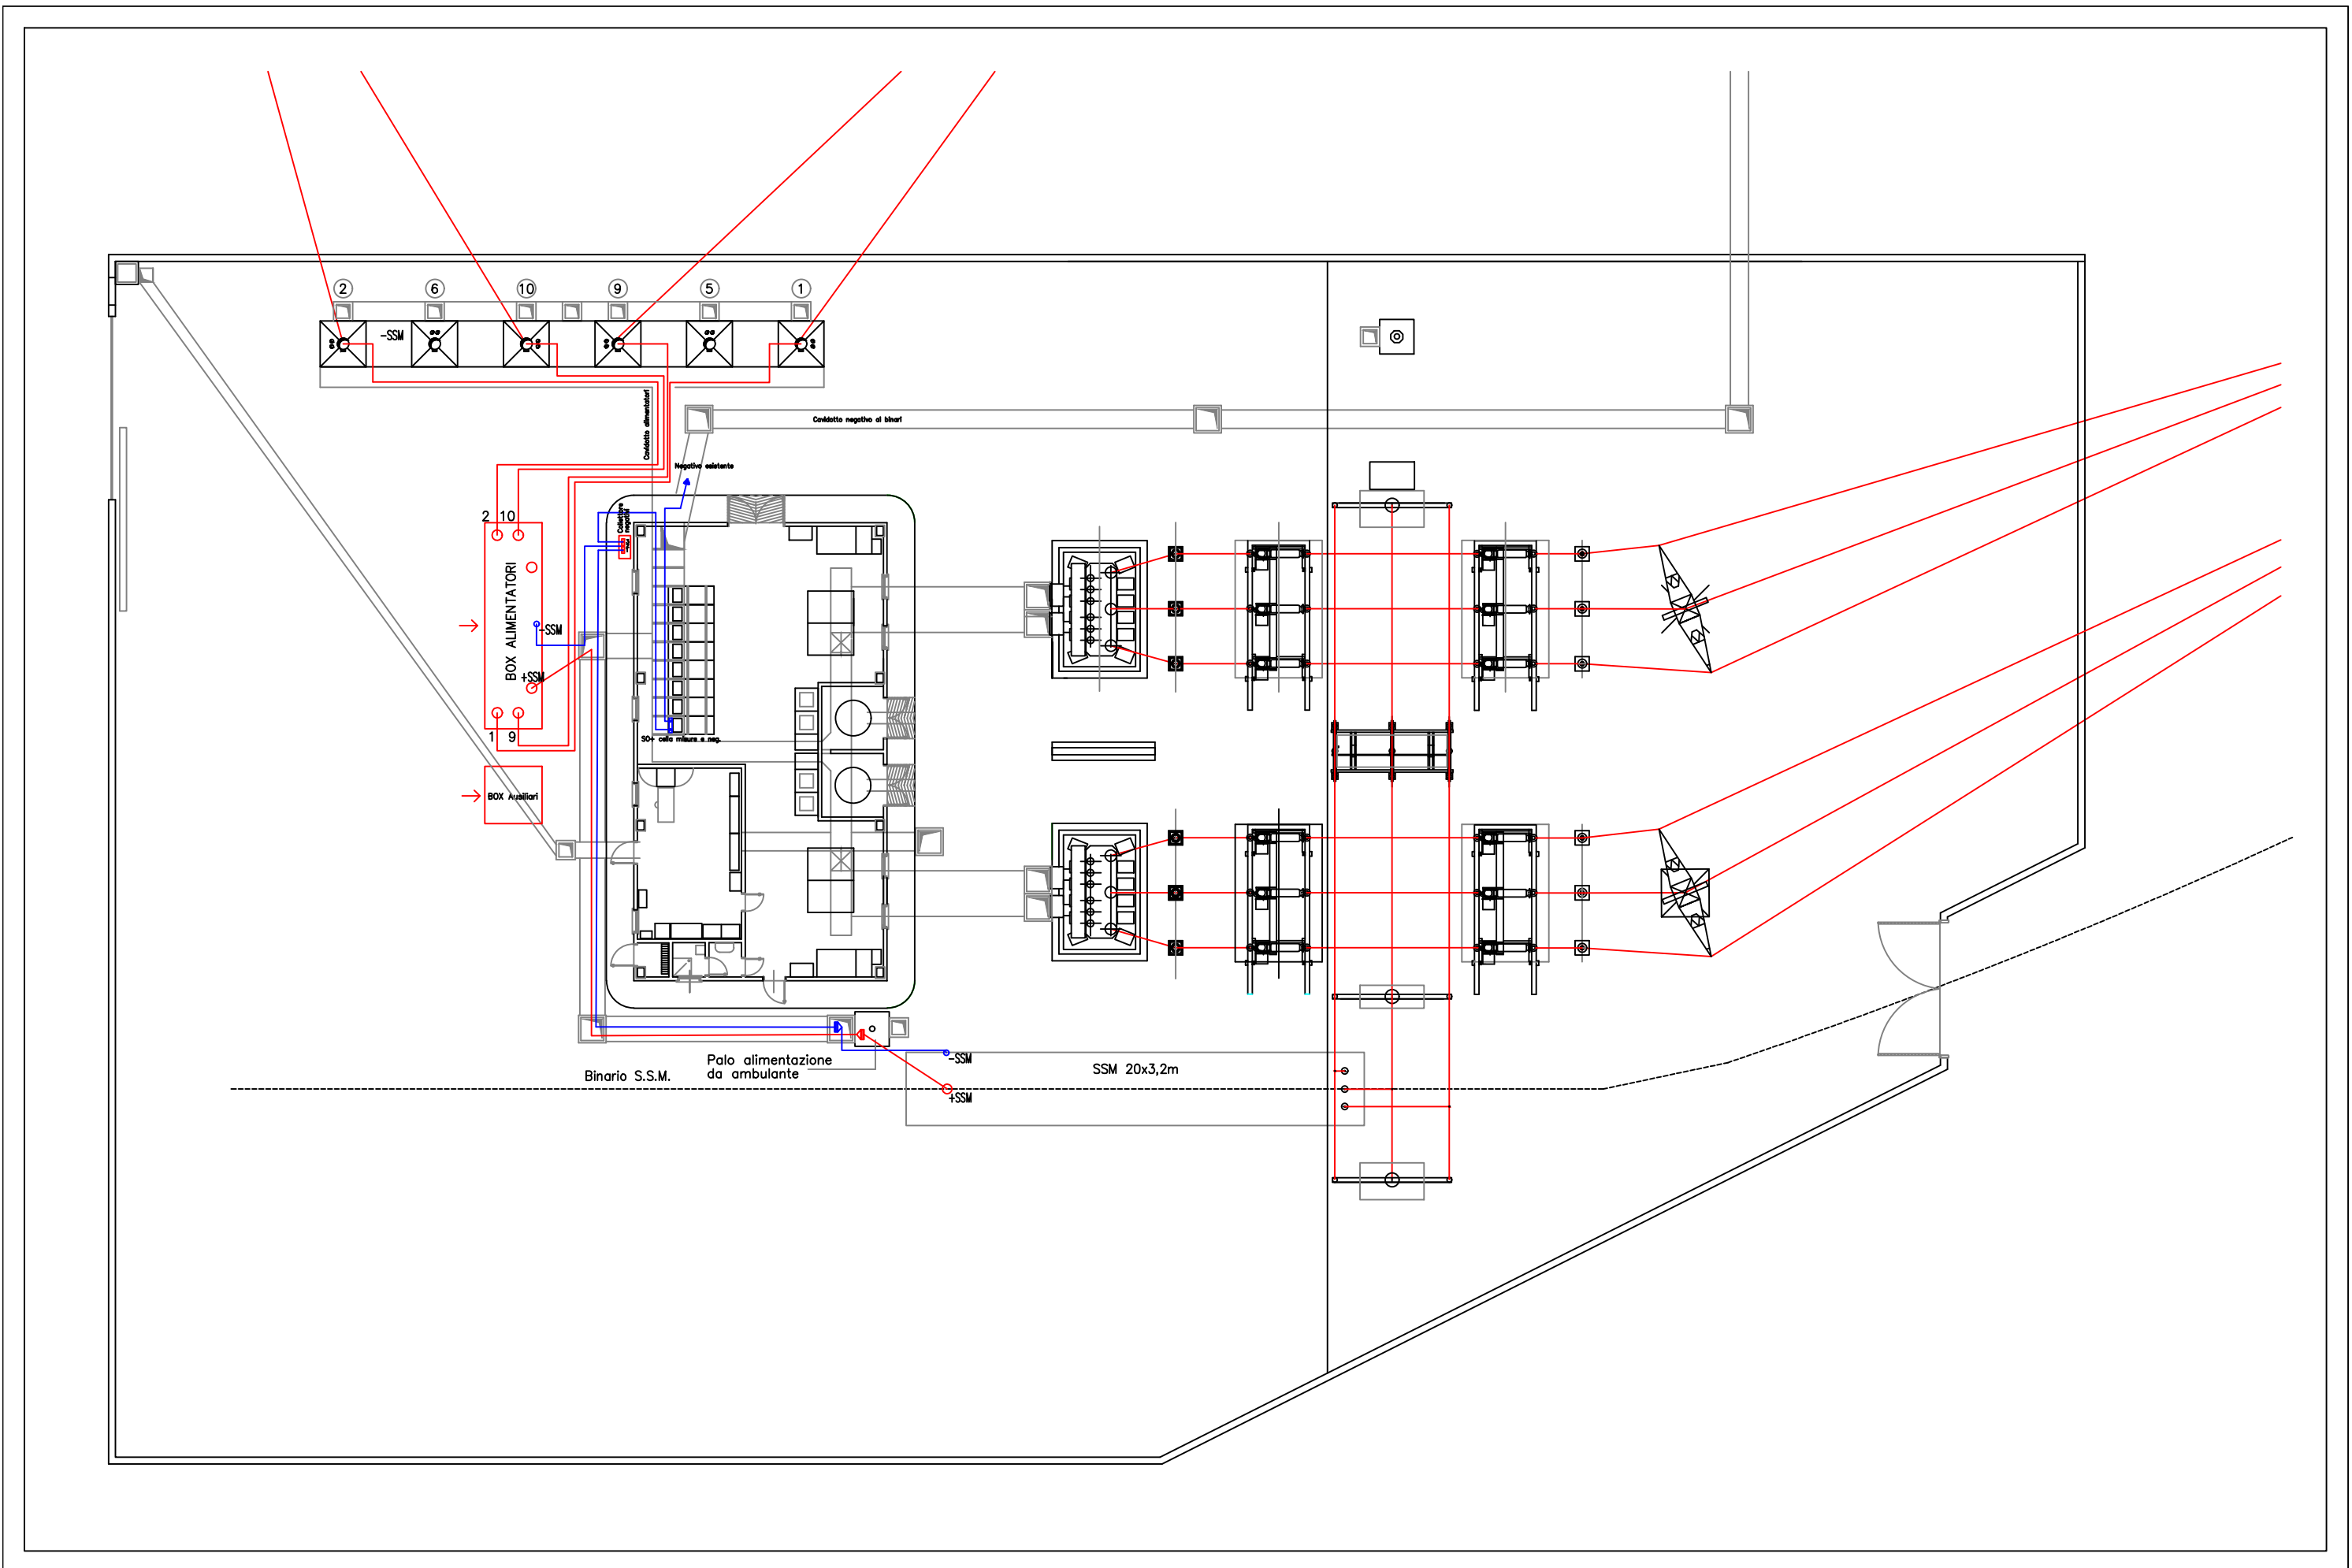 2
6
10
9
5
1
-SSM
Cavidotto alimentatori
Cavidotto negativo ai binari
Negativo esistente
Collettore
negativi
2 10
BOX ALIMENTATORI
-SSM
+SSM
1 9
SO+ cella misure e neg.
BOX Ausiliari
Palo alimentazione
da ambulante
Binario S.S.M.
-SSM
+SSM
SSM 20x3,2m